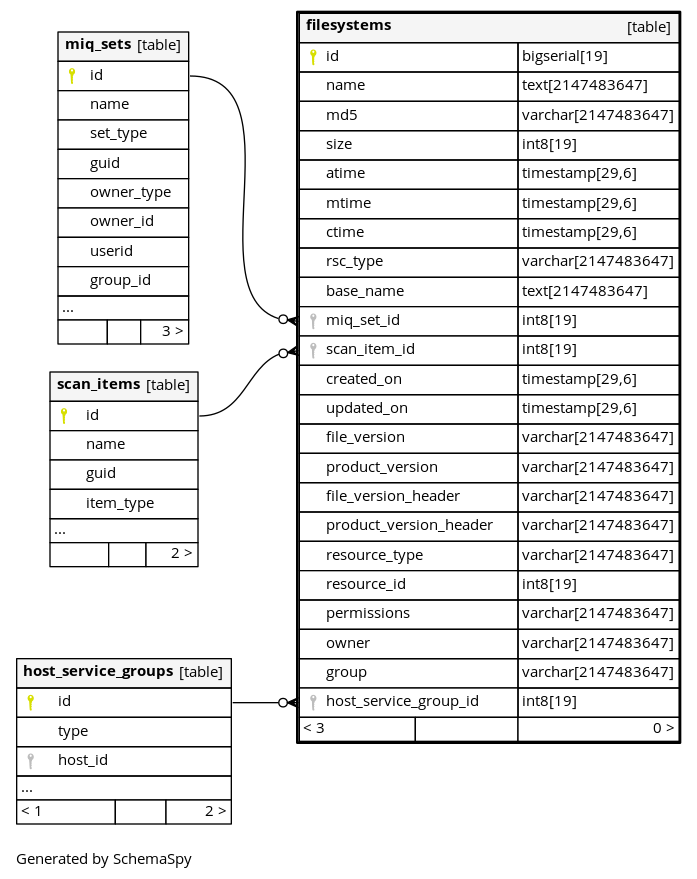 miq_sets [table]
id
name
set_type
guid
owner_type
owner_id
userid
group_id
...
3 >
scan_items [table]
id
name
guid
item_type
...
2 >
host_service_groups [table]
id
type
host_id
...
< 1 2 >
filesystems [table]
id bigserial[19]
name text[2147483647]
md5 varchar[2147483647]
size int8[19]
atime timestamp[29,6]
mtime timestamp[29,6]
ctime timestamp[29,6]
rsc_type varchar[2147483647]
base_name text[2147483647]
miq_set_id int8[19]
scan_item_id int8[19]
created_on timestamp[29,6]
updated_on timestamp[29,6]
file_version varchar[2147483647]
product_version varchar[2147483647]
file_version_header varchar[2147483647]
product_version_header varchar[2147483647]
resource_type varchar[2147483647]
resource_id int8[19]
permissions varchar[2147483647]
owner varchar[2147483647]
group varchar[2147483647]
host_service_group_id int8[19]
< 3 0 >
Generated by SchemaSpy